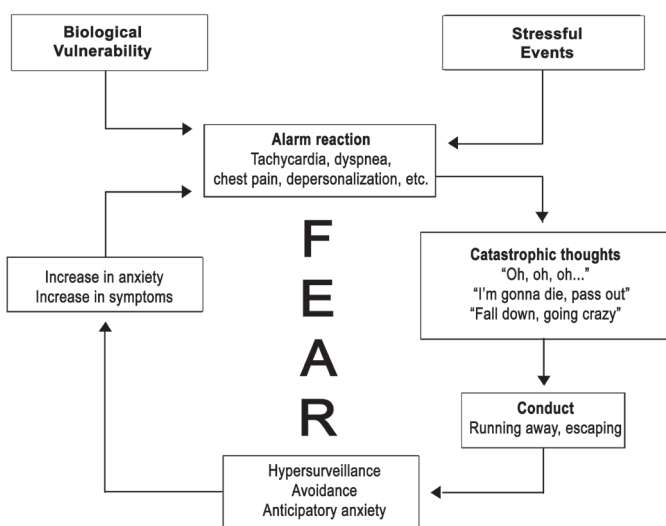 Biological
Vulnerability
Stressful
Events
Alarm reaction
Tachycardia, dyspnea,
chest pain, depersonalization, etc.
Catastrophic thoughts
“Oh, oh, oh...”
“I'm gonna die, pass out”
“Fall down, going crazy”
Conduct
Running away, escaping
Hypersurveillance
Avoidance
Anticipatory anxiety
Increase in anxiety
Increase in symptoms
F
E
A
R